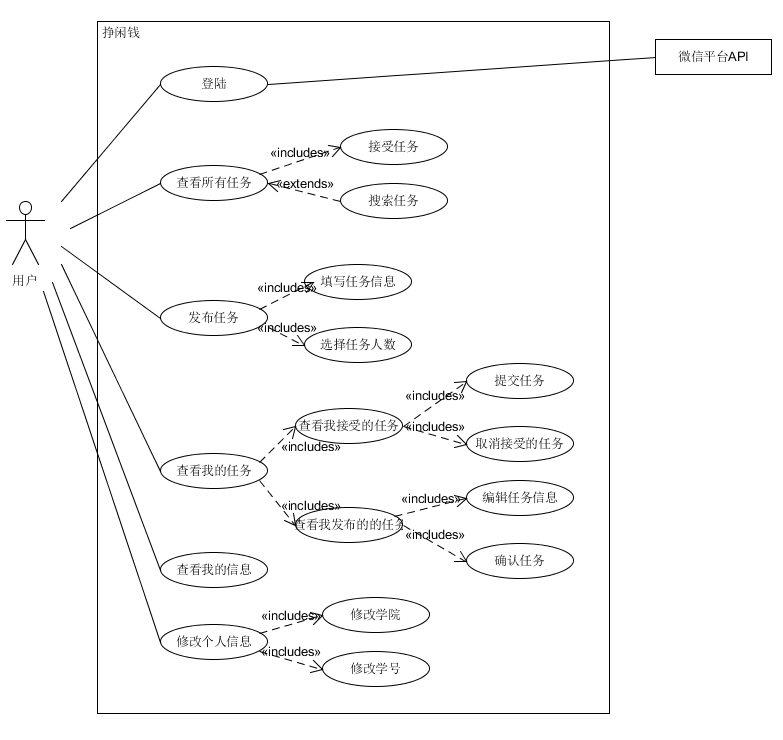 挣闲钱
微信平台API
登陆
«includes»
接受任务
查看所有任务
«extends»
搜索任务
用户
«includes»
填写任务信息
发布任务
«includes»
选择任务人数
提交任务
«includes»
查看我接受的任务
«includes»
取消接受的任务
«includes»
查看我的任务
«includes»
编辑任务信息
«includes»
查看我发布的的任务
«includes»
确认任务
查看我的信息
«includes»
修改学院
修改个人信息
«includes»
修改学号